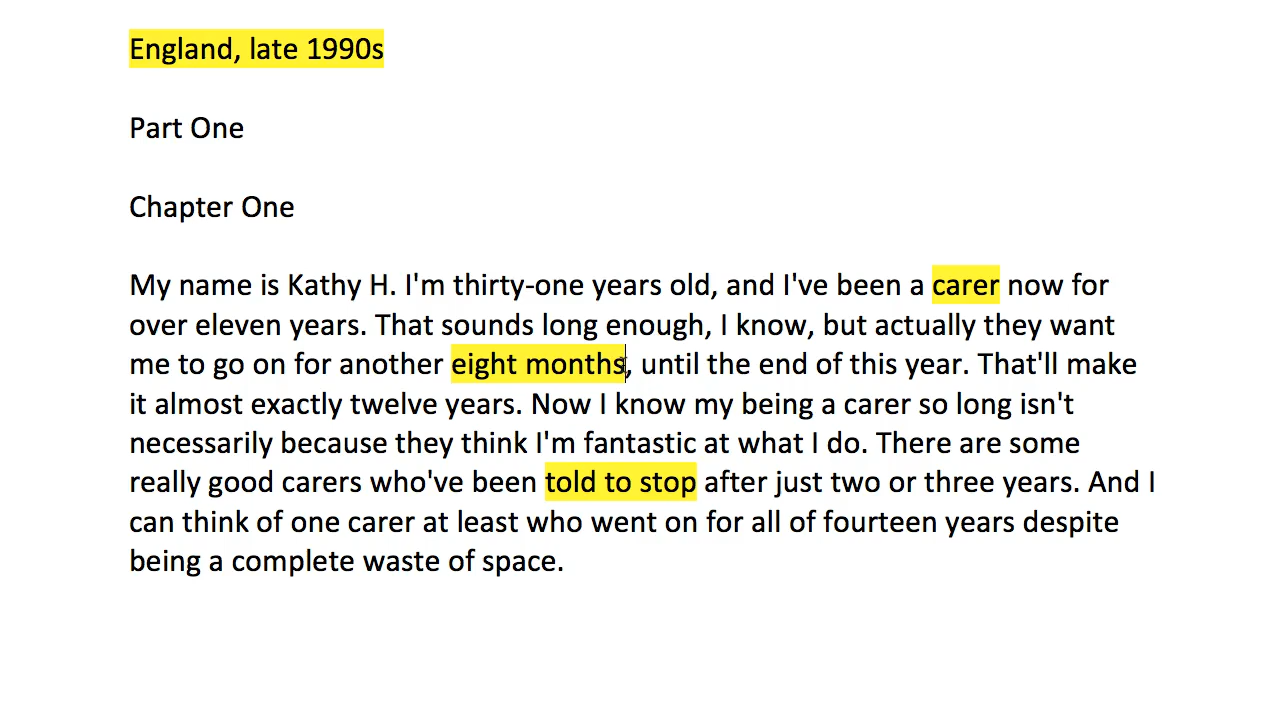 England, late 1990s
Part One
Chapter One
My name is Kathy H. I'm thirty-one years old, and I've been a carer now for
over eleven years. That sounds long enough, I know, but actually they want
me to go on for another eight months, until the end of this year. That'll make
it almost exactly twelve years. Now I know my being a carer so long isn't
necessarily because they think I'm fantastic at what I do. There are some
really good carers who've been told to stop after just two or three years. And I
can think of one carer at least who went on for all of fourteen years despite
being a complete waste of space.